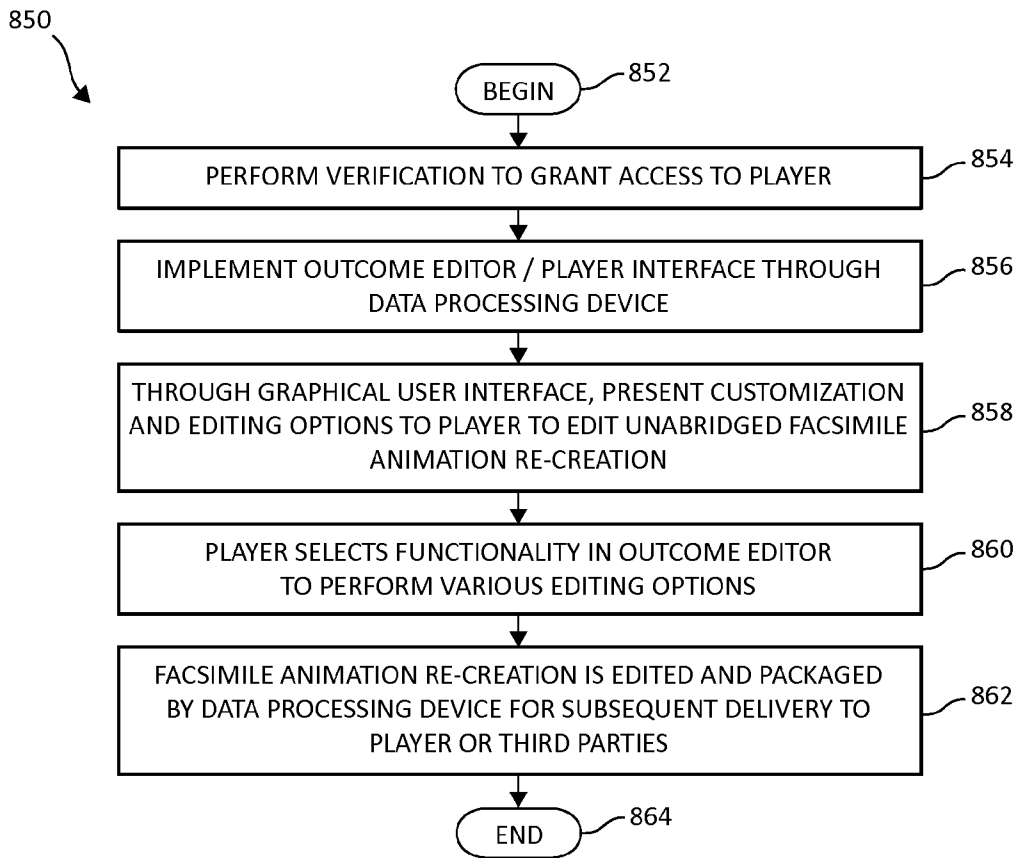 850
BEGIN
852
PERFORM VERIFICATION TO GRANT ACCESS TO PLAYER
854
IMPLEMENT OUTCOME EDITOR / PLAYER INTERFACE THROUGH
DATA PROCESSING DEVICE
856
THROUGH GRAPHICAL USER INTERFACE, PRESENT CUSTOMIZATION
AND EDITING OPTIONS TO PLAYER TO EDIT UNABRIDGED FACSIMILE
ANIMATION RE-CREATION
858
PLAYER SELECTS FUNCTIONALITY IN OUTCOME EDITOR
TO PERFORM VARIOUS EDITING OPTIONS
860
FACSIMILE ANIMATION RE-CREATION IS EDITED AND PACKAGED
BY DATA PROCESSING DEVICE FOR SUBSEQUENT DELIVERY TO
PLAYER OR THIRD PARTIES
862
END
864